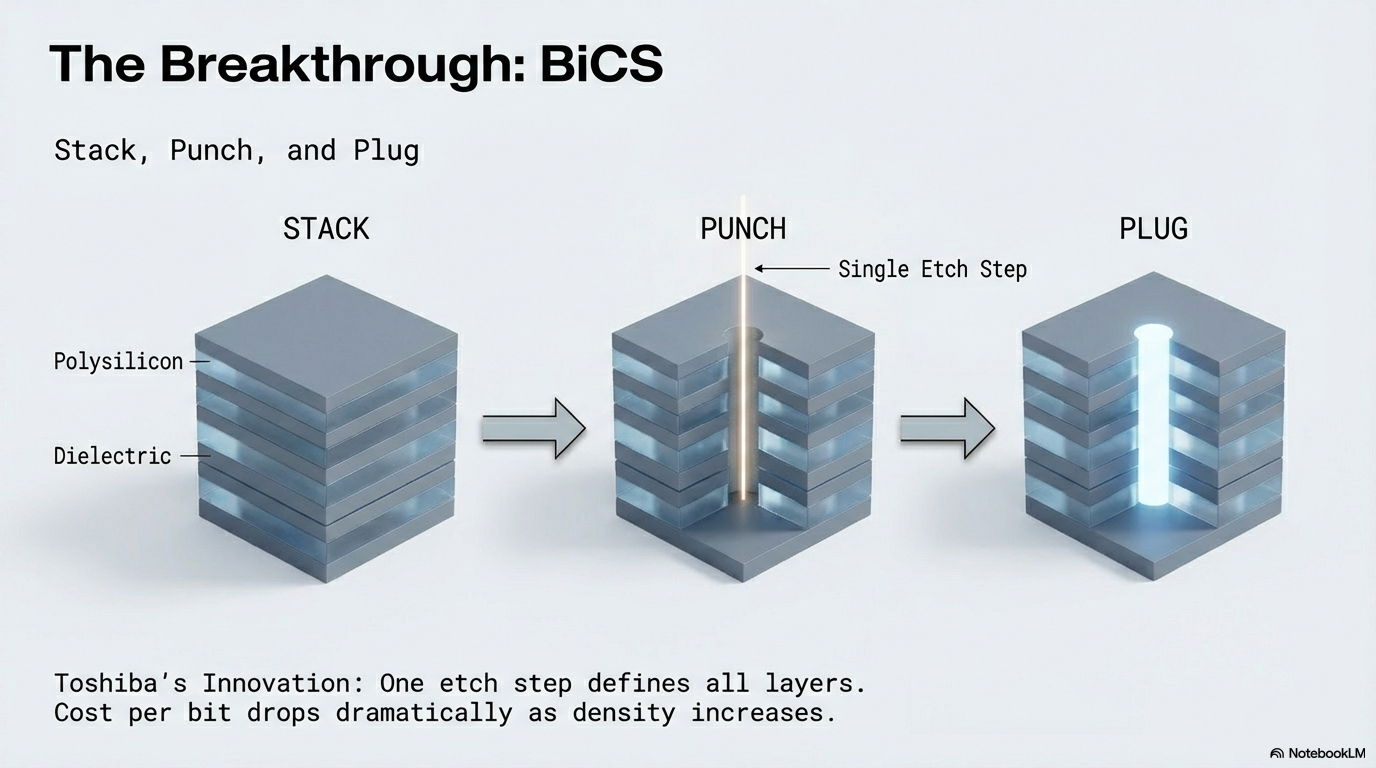 The Breakthrough: BiCS
Stack, Punch, and Plug
STACK
PUNCH
PLUG
Single Etch Step
Polysilicon
Dielectric
Toshiba's Innovation: One etch step defines all layers.
Cost per bit drops dramatically as density increases.
NotebookLM